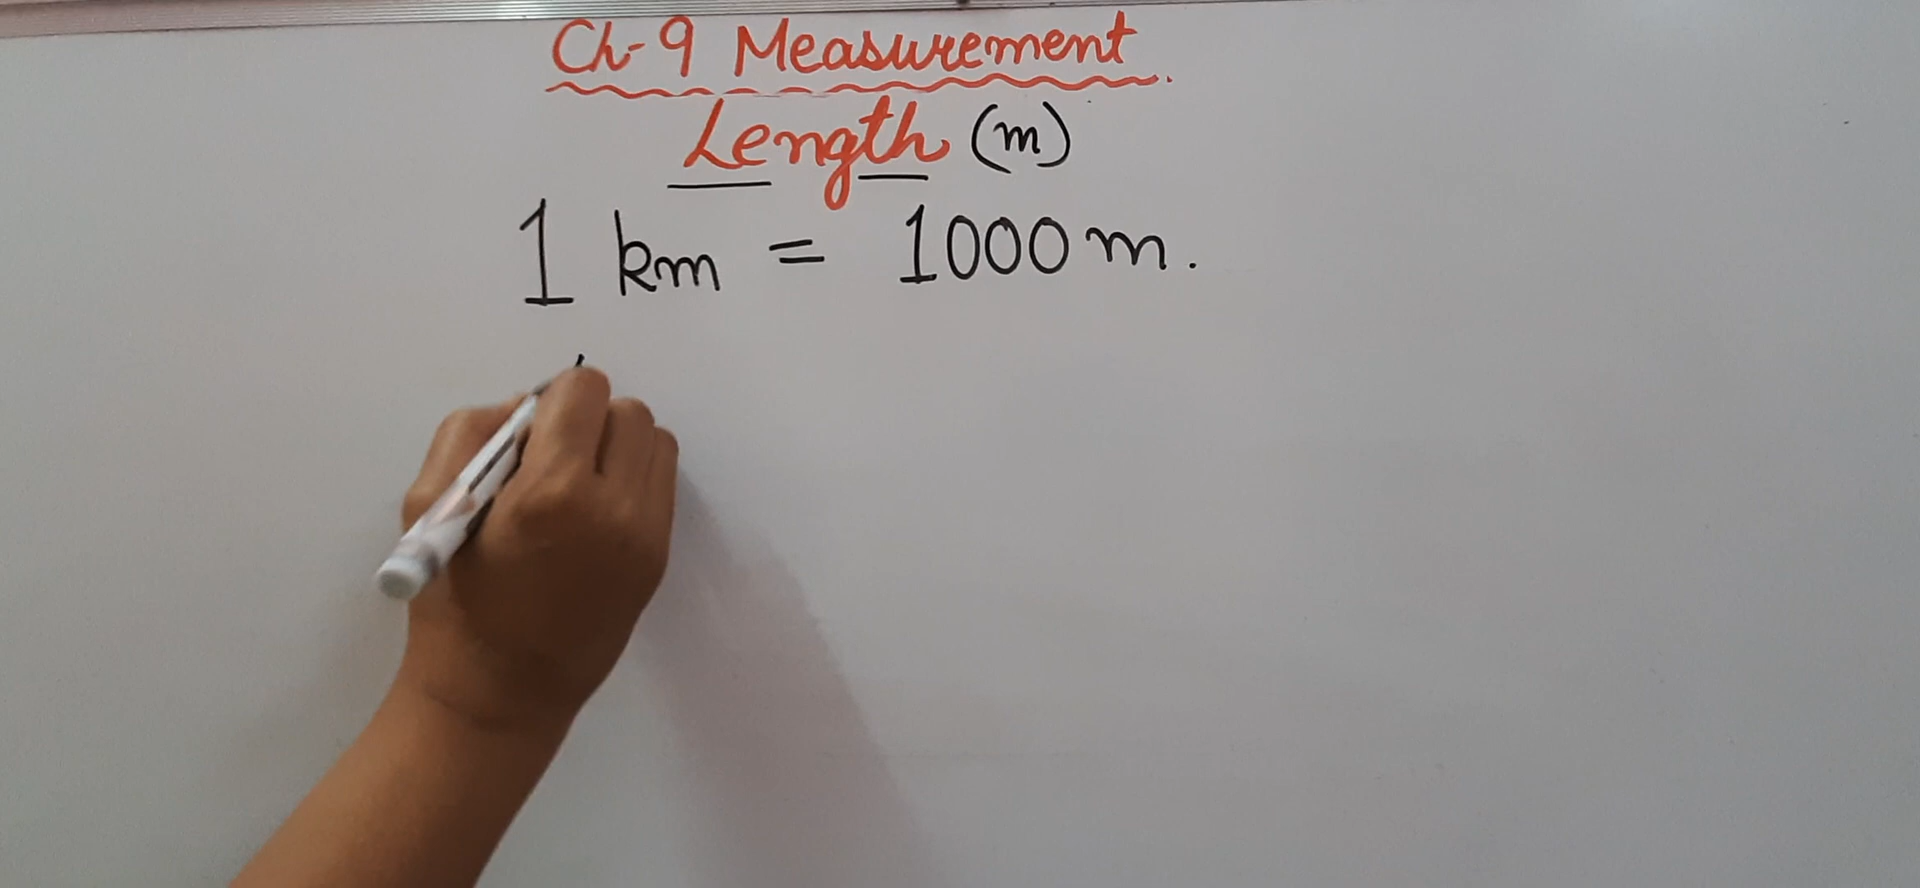 Ch-9 Measurement.
Length (m)
1 km = 1000 m.